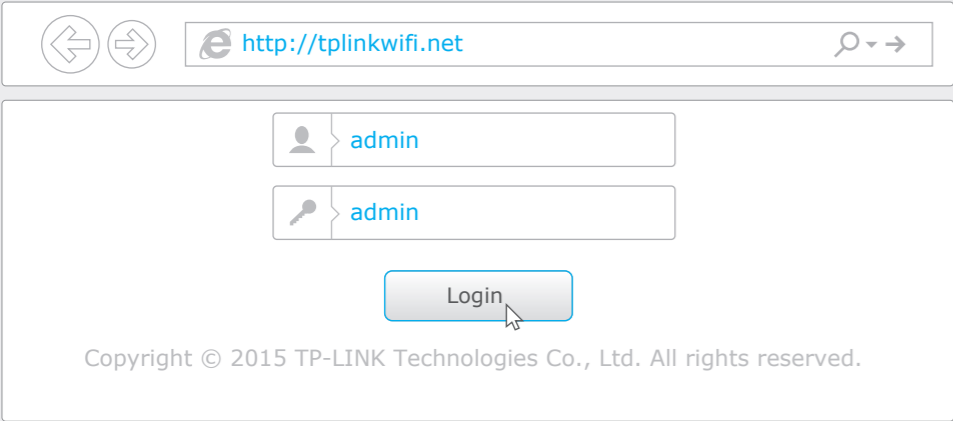 http://tplinkwifi.net
admin
admin
Login
Copyright © 2015 TP-LINK Technologies Co., Ltd. All rights reserved.